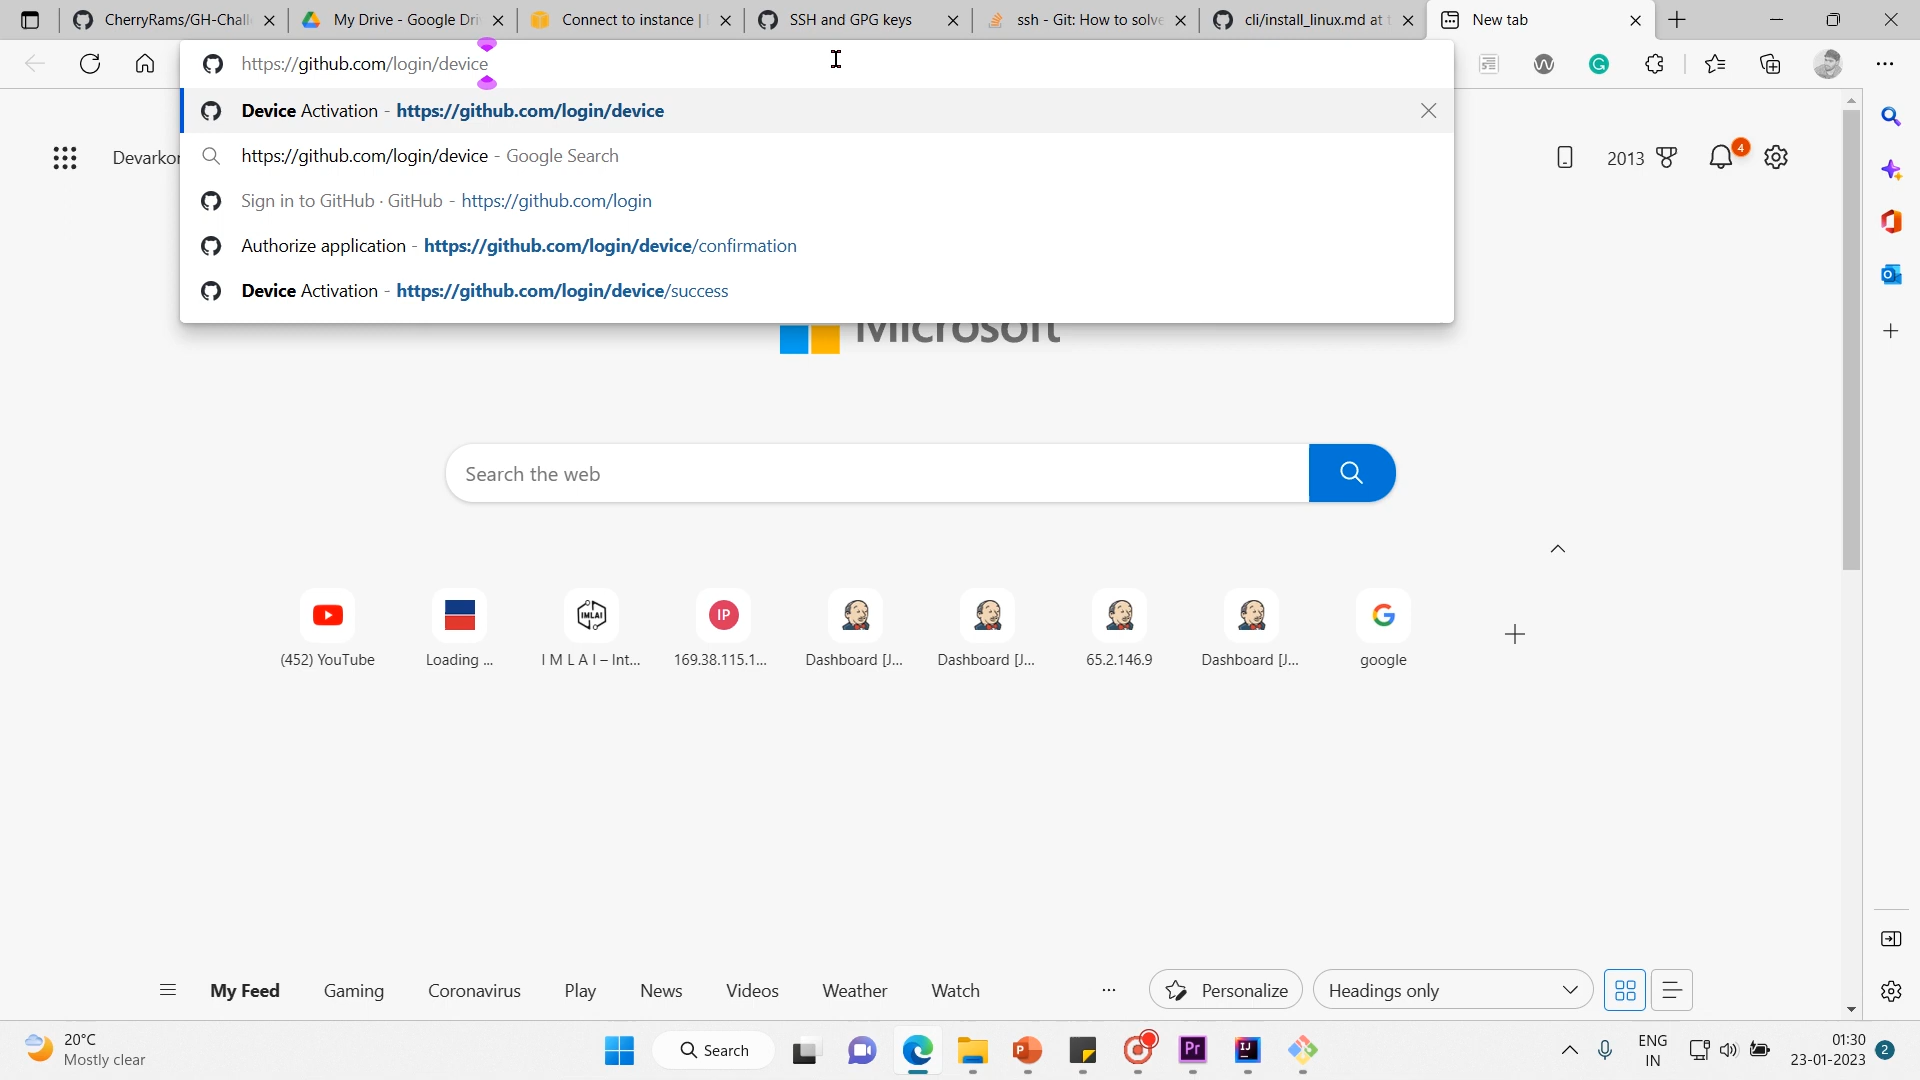 CherryRams/GH-Chall
My Drive - Google Dri
Connect to instance |
SSH and GPG keys
ssh - Git: How to solve
cli/install_linux.md at t
New tab
https://github.com/login/device
Device Activation - https://github.com/login/device
https://github.com/login/device - Google Search
Sign in to GitHub · GitHub - https://github.com/login
Authorize application - https://github.com/login/device/confirmation
Device Activation - https://github.com/login/device/success
Devarkon
2013
4
Microsoft
Search the web
IMLAI
IP
(452) YouTube
Loading ...
I M L A I – Int...
169.38.115.1...
Dashboard [J...
Dashboard [J...
65.2.146.9
Dashboard [J...
google
My Feed
Gaming
Coronavirus
Play
News
Videos
Weather
Watch
...
Personalize
Headings only
20°C
Mostly clear
Search
P
Pr
IJ
ENG
IN
01:30
23-01-2023
2